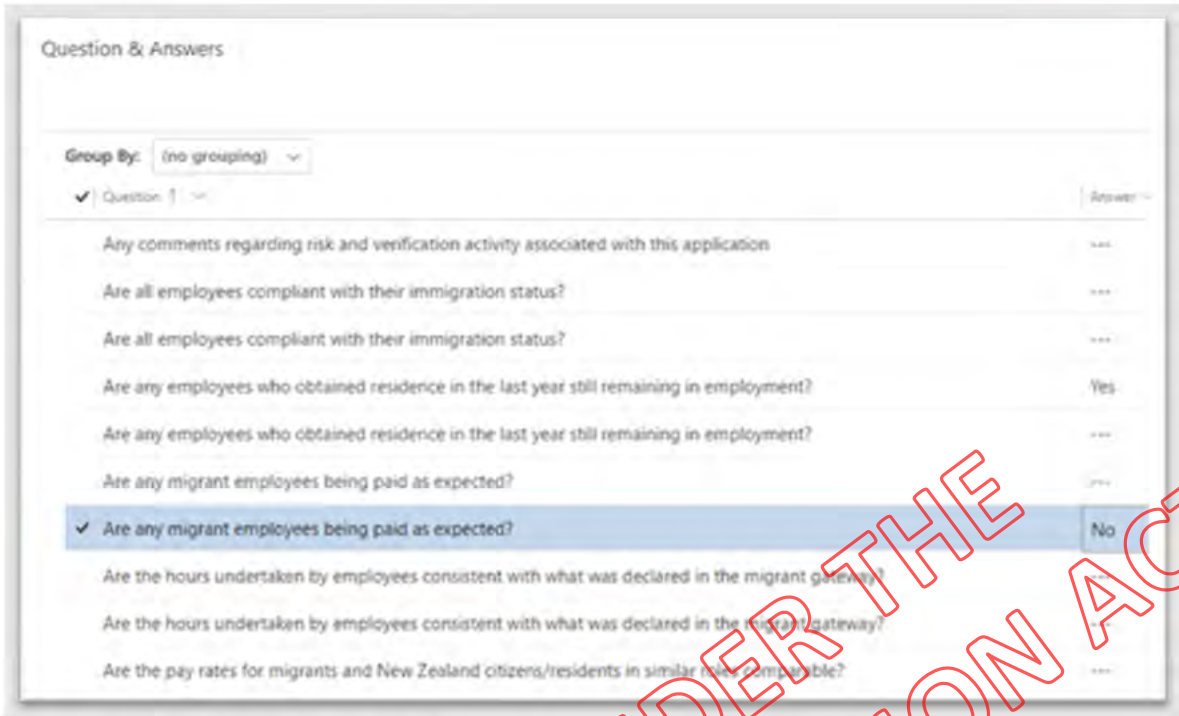 Question & Answers
Group By: (no grouping)
Question ↑ Answer
Any comments regarding risk and verification activity associated with this application ---
Are all employees compliant with their immigration status? ---
Are all employees compliant with their immigration status? ---
Are any employees who obtained residence in the last year still remaining in employment? Yes
Are any employees who obtained residence in the last year still remaining in employment? ---
Are any migrant employees being paid as expected? ---
Are any migrant employees being paid as expected? No
Are the hours undertaken by employees consistent with what was declared in the migrant gateway? ---
Are the hours undertaken by employees consistent with what was declared in the migrant gateway? ---
Are the pay rates for migrants and New Zealand citizens/residents in similar roles comparable? ---
DER THE
ON ACT